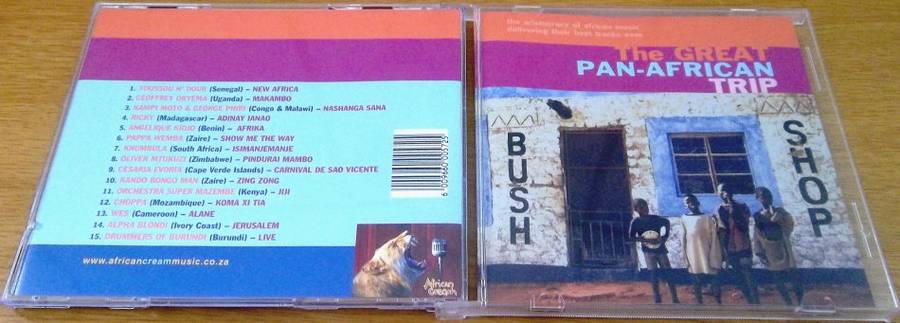 1. YOUSSOU N' DOUR (Senegal) – NEW AFRICA
2. GEOFFREY ORYEMA (Uganda) – MAKAMBO
3. KAMPI MOTO & GEORGE PHIRI (Congo & Malawi) – NASHANGA SANA
4. RICKY (Madagascar) – ADINAY IANAO
5. ANGELIQUE KIDJO (Benin) – AFRIKA
6. PAPPA WEMBA (Zaire) – SHOW ME THE WAY
7. KHUMBULA (South Africa) – ISIMANJEMANJE
8. OLIVER MTUKUZI (Zimbabwe) – PINDURAI MAMBO
9. CESARIA EVORIA (Cape Verde Islands) – CARNIVAL DE SAO VICENTE
10. KANDO BONGO MAN (Zaire) – ZING ZONG
11. ORCHESTRA SUPER MAZEMBE (Kenya) – JIJI
12. CHOPPA (Mozambique) – KOMA XI TIA
13. WES (Cameroon) – ALANE
14. ALPHA BLONDI (Ivory Coast) – JERUSALEM
15. DRUMMERS OF BURUNDI (Burundi) – LIVE
www.africancreammusic.co.za
African
Cream
the aristocracy of african music
delivering their best tracks ever
The GREAT
PAN-AFRICAN
TRIP
BUSH
SHOP